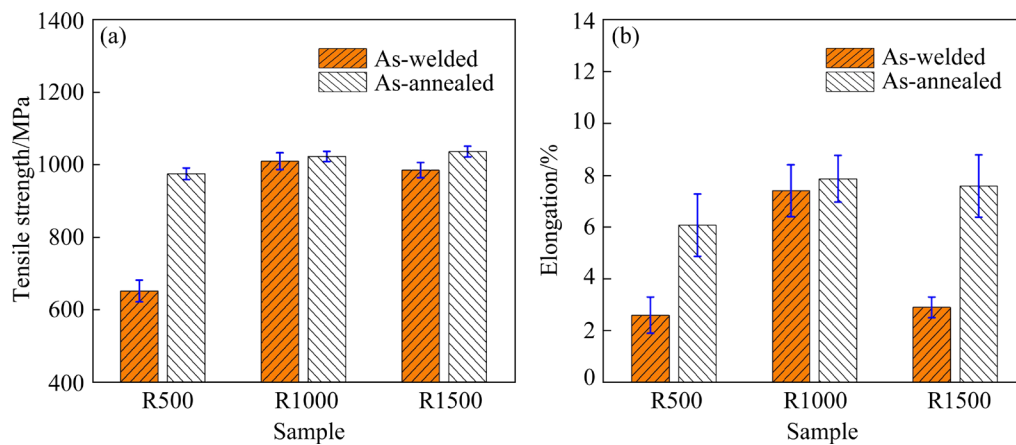 (a)
As-welded
As-annealed
Tensile strength/MPa
1400
1200
1000
800
600
400
R500 R1000 R1500
Sample
(b)
As-welded
As-annealed
Elongation/%
14
12
10
8
6
4
2
0
R500 R1000 R1500
Sample